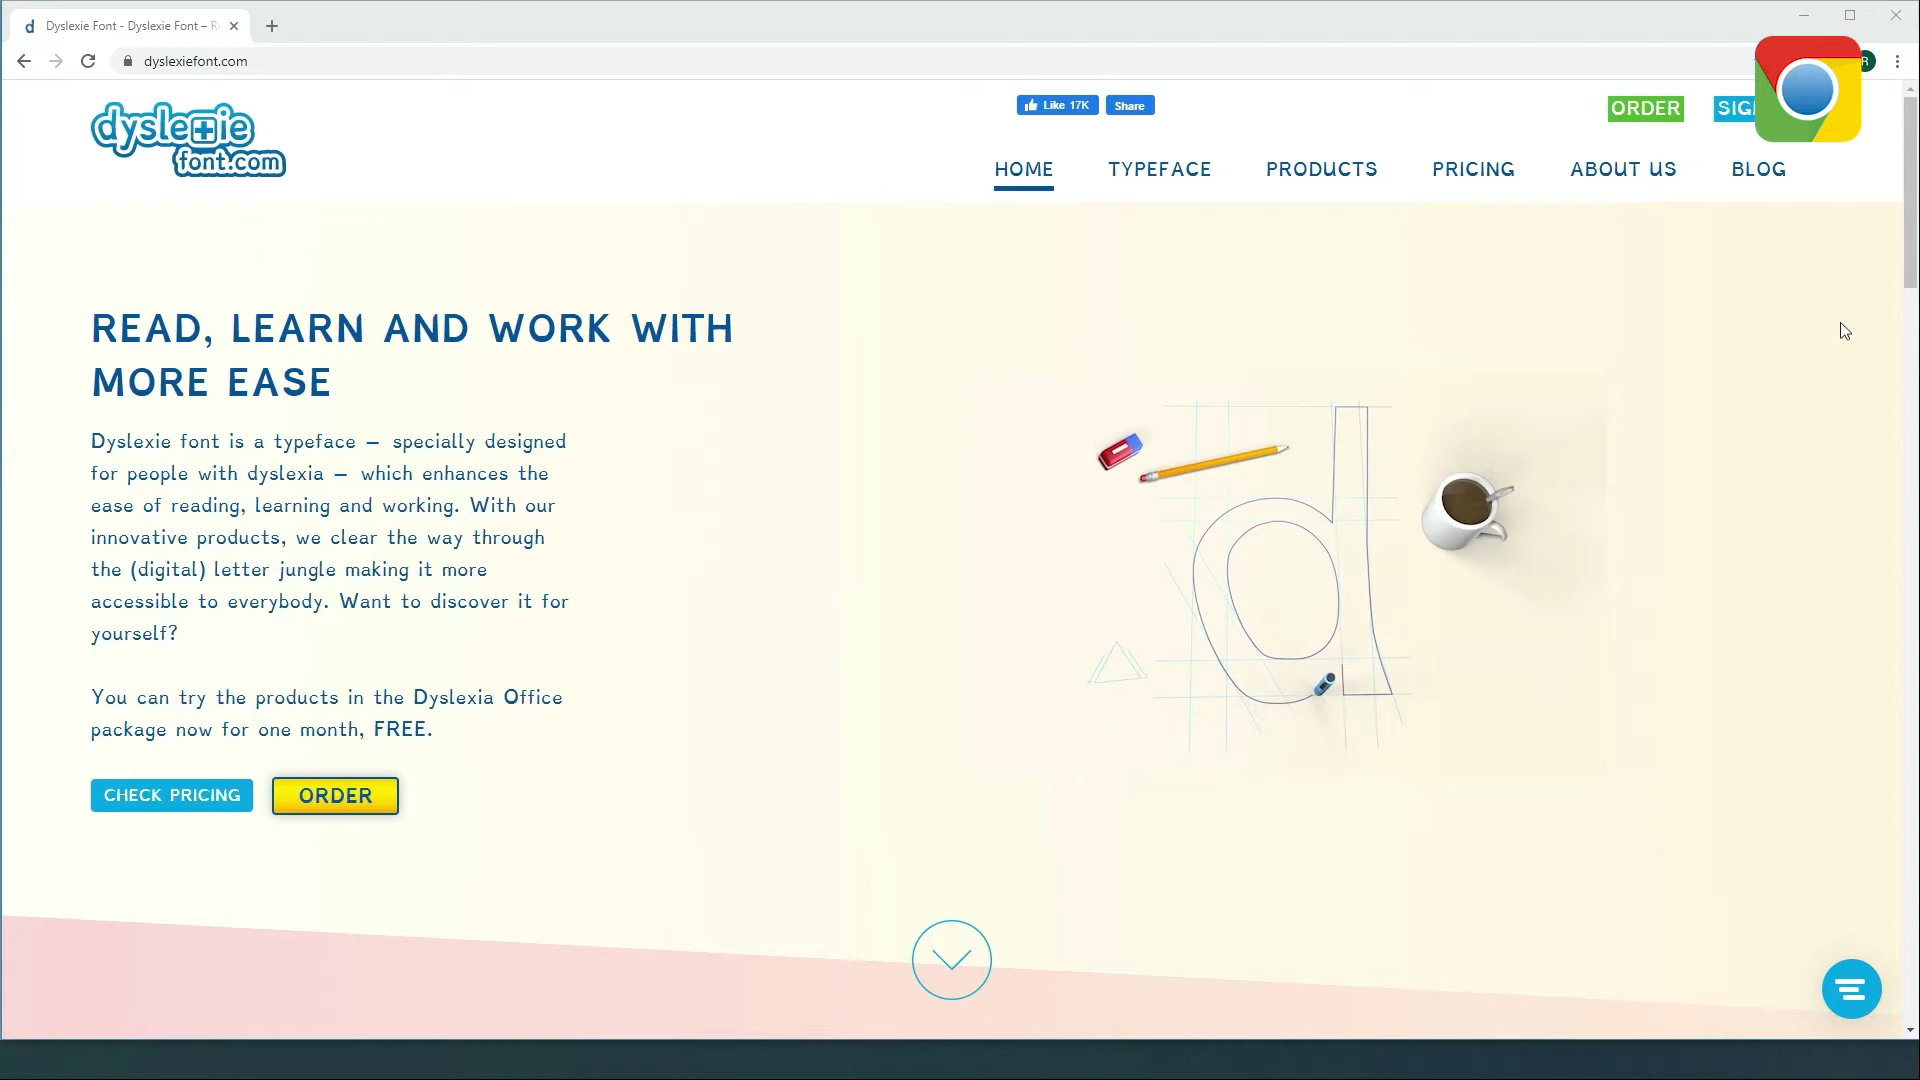 Dyslexie Font - Dyslexie Font – R
dyslexiefont.com
R
dyslexie
font.com
Like 17K
Share
ORDER
HOME
TYPEFACE
PRODUCTS
PRICING
ABOUT US
BLOG
READ, LEARN AND WORK WITH
MORE EASE
Dyslexie font is a typeface – specially designed
for people with dyslexia – which enhances the
ease of reading, learning and working. With our
innovative products, we clear the way through
the (digital) letter jungle making it more
accessible to everybody. Want to discover it for
yourself?
You can try the products in the Dyslexia Office
package now for one month, FREE.
CHECK PRICING
ORDER